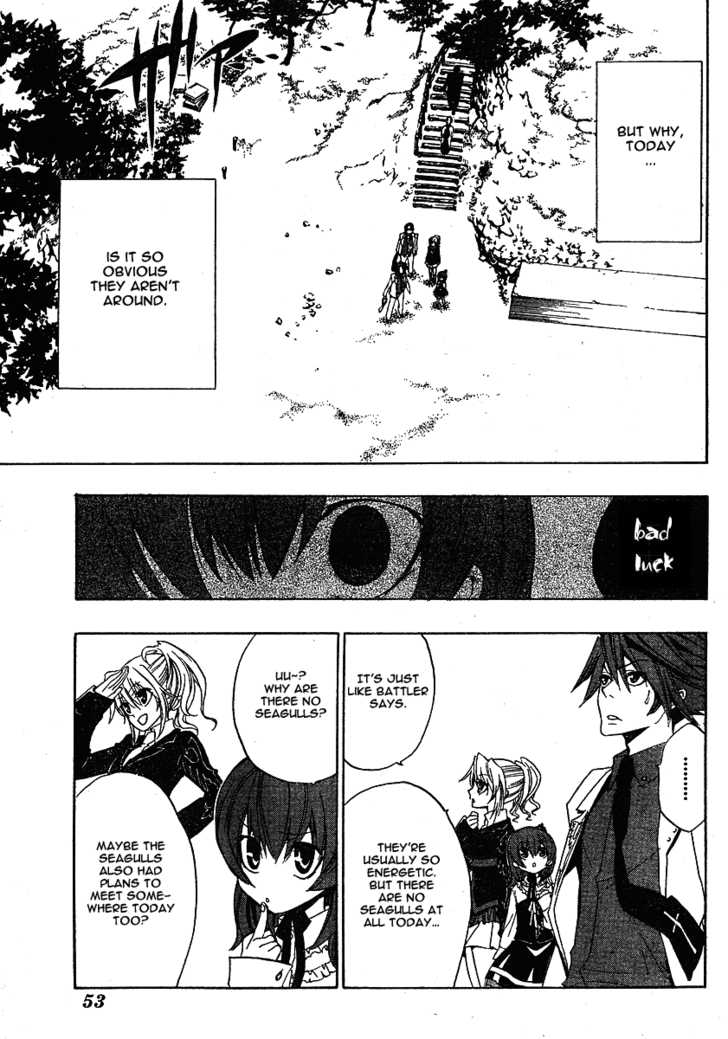 BUT WHY,
TODAY
...
IS IT SO
OBVIOUS
THEY AREN'T
AROUND.
bad
luck
IT'S JUST
LIKE BATTLER
SAYS.
.........
THEY'RE
USUALLY SO
ENERGETIC.
BUT THERE
ARE NO
SEAGULLS AT
ALL TODAY...
UU~?
WHY ARE
THERE NO
SEAGULLS?
MAYBE THE
SEAGULLS
ALSO HAD
PLANS TO
MEET SOME-
WHERE TODAY
TOO?
53